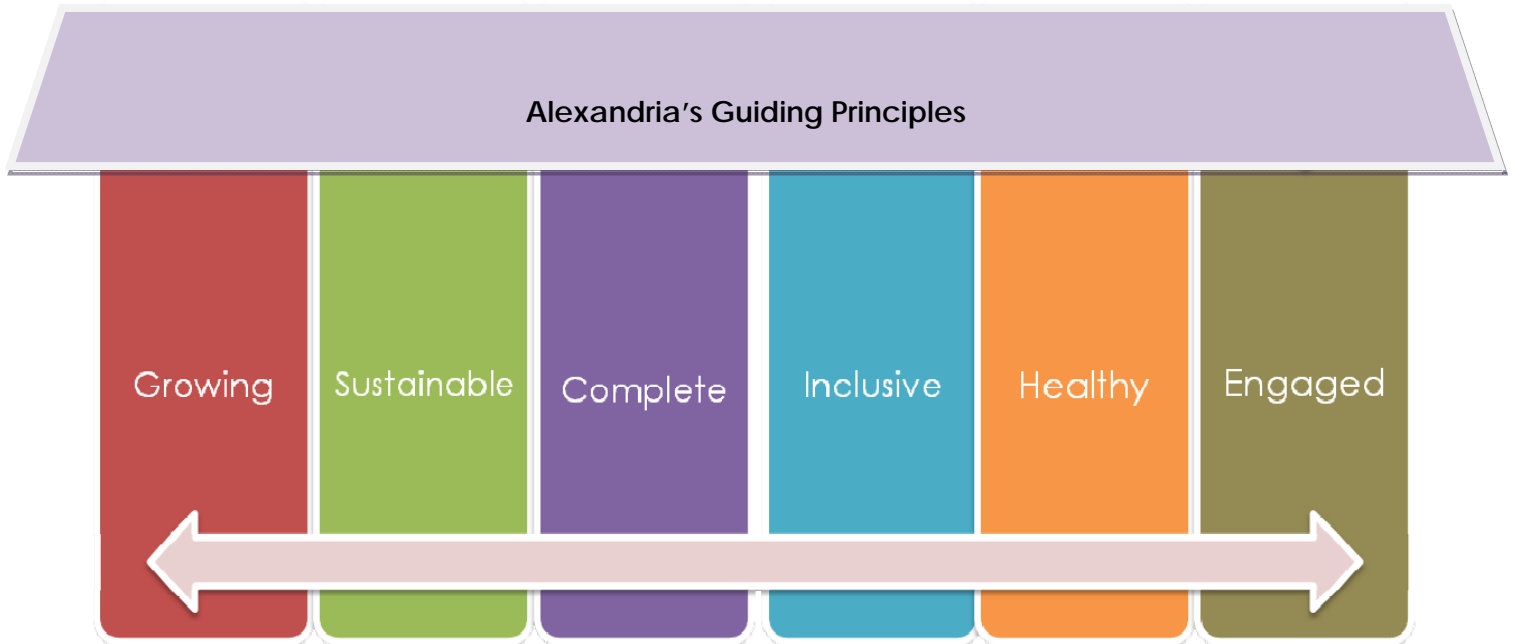 Alexandria’s Guiding Principles
Growing
Sustainable
Complete
Inclusive
Healthy
Engaged